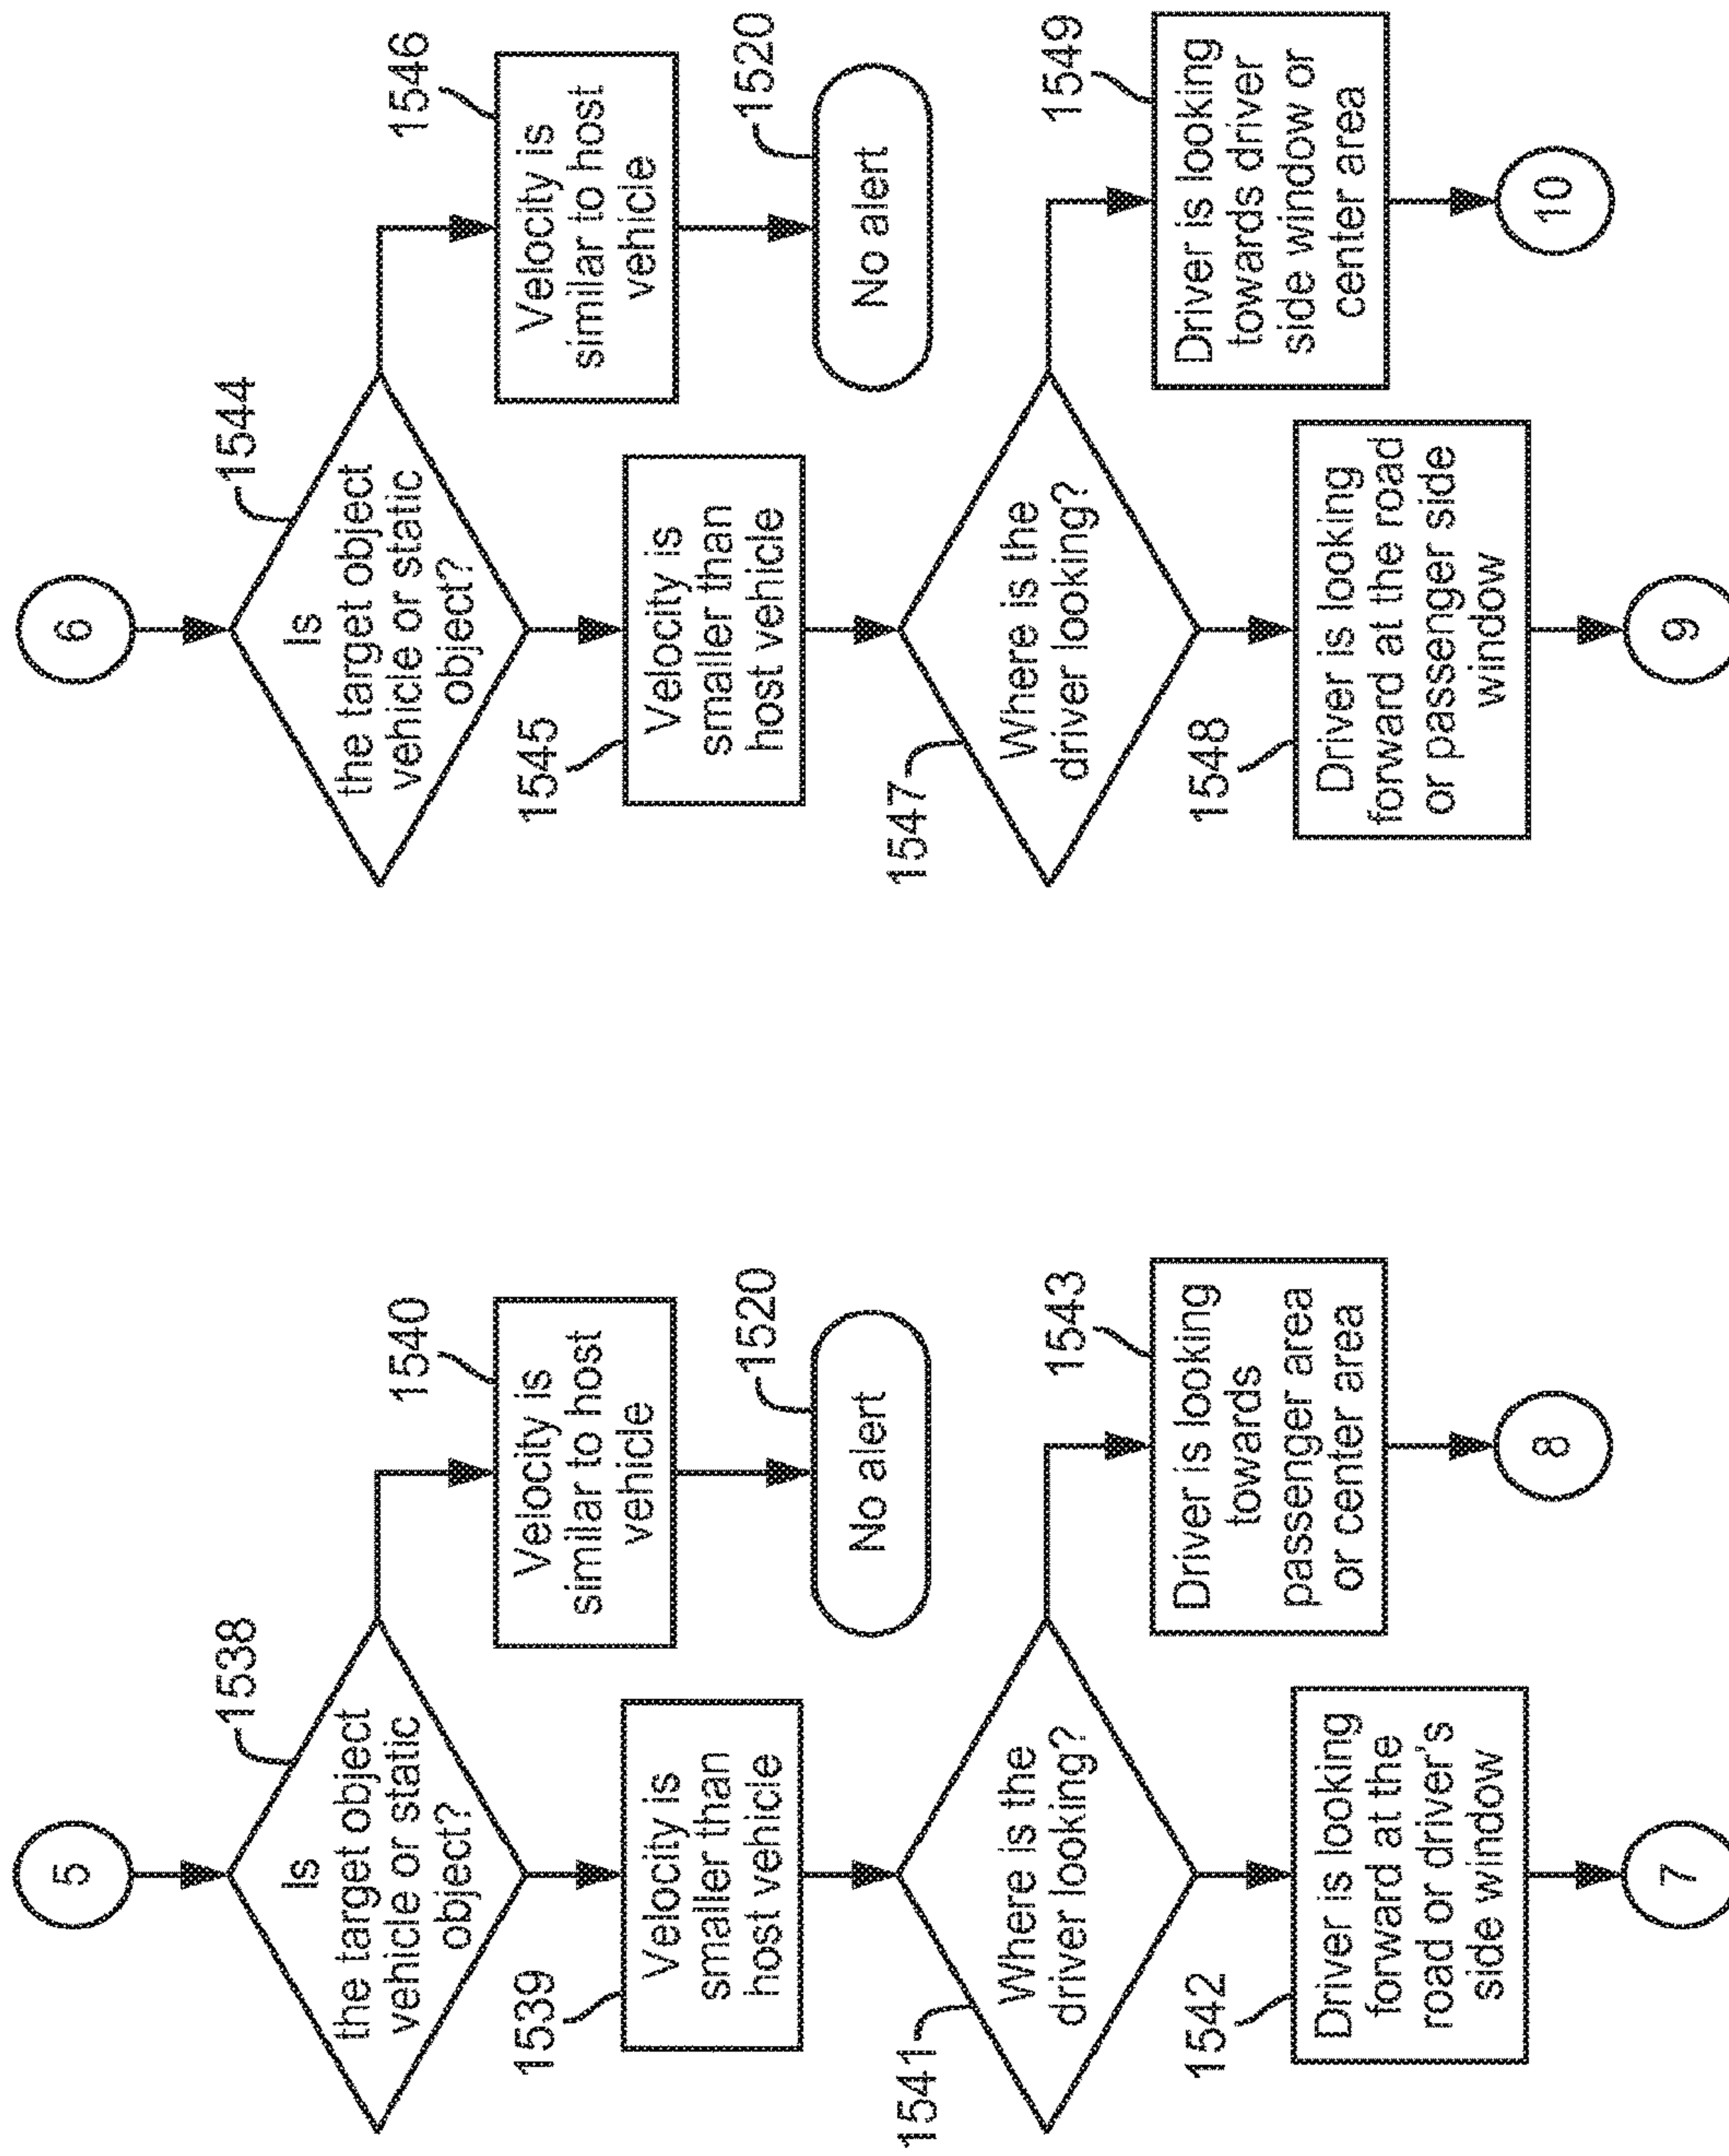 5
1538
Is
the target object
vehicle or static
object?
1540
Velocity is
similar to host
vehicle
1539
Velocity is
smaller than
host vehicle
1520
No alert
1541
Where is the
driver looking?
1543
Driver is looking
towards
passenger area
or center area
1542
Driver is looking
forward at the
road or driver's
side window
8
7
6
1544
Is
the target object
vehicle or static
object?
1546
Velocity is
similar to host
vehicle
1545
Velocity is
smaller than
host vehicle
1520
No alert
1547
Where is the
driver looking?
1549
Driver is looking
towards driver
side window or
center area
1548
Driver is looking
forward at the road
or passenger side
window
10
9